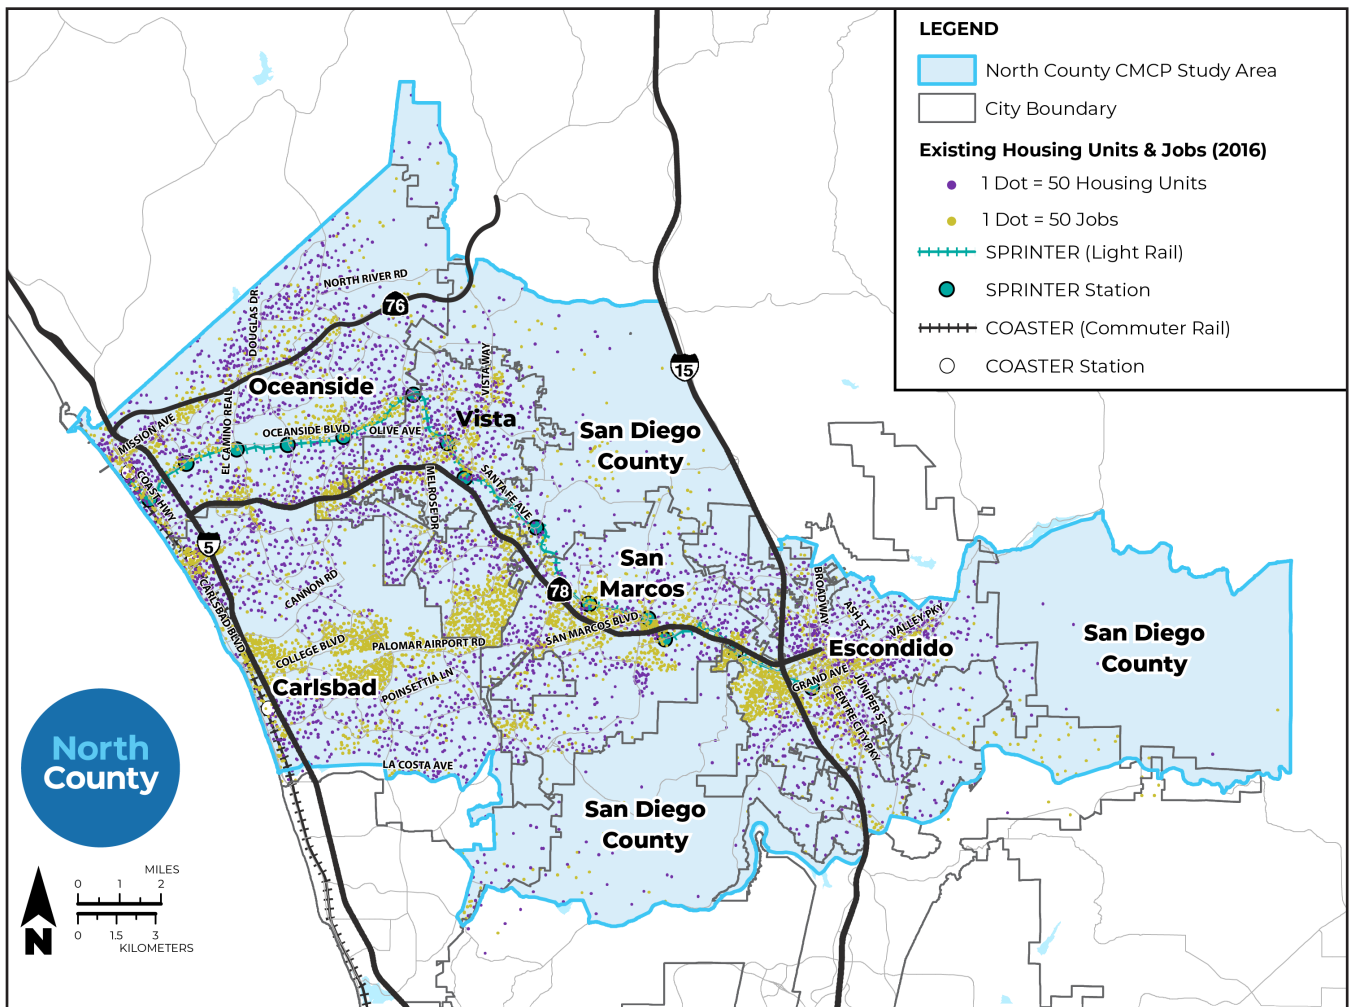 LEGEND
North County CMCP Study Area
City Boundary
Existing Housing Units & Jobs (2016)
1 Dot = 50 Housing Units
1 Dot = 50 Jobs
SPRINTER (Light Rail)
SPRINTER Station
COASTER (Commuter Rail)
COASTER Station
NORTH RIVER RD
76
DOUGLAS DR
15
VISTA WAY
Oceanside
EL CAMINO REAL
Vista
MISSION AVE
OCEANSIDE BLVD
OLIVE AVE
San Diego
County
COAST HWY
MELROSE DR
SANTA FE AVE
5
San
Marcos
78
CANNON RD
CARLSBAD BLVD
BROADWAY
ASH ST
VALLEY PKY
SAN MARCOS BLVD
COLLEGE BLVD
PALOMAR AIRPORT RD
Escondido
San Diego
County
Carlsbad
POINSETTIA LN
GRAND AVE
JUNIPER ST
CENTRE CITY PKY
LA COSTA AVE
North
County
San Diego
County
MILES
0 1 2
0 1.5 3
KILOMETERS
N